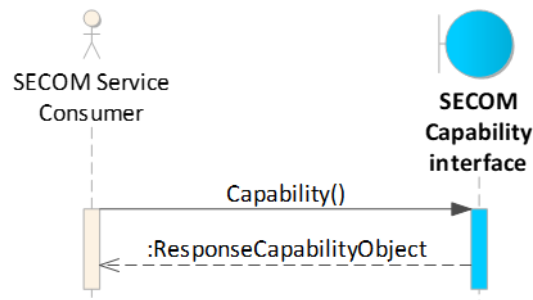 SECOM Service
Consumer
SECOM
Capability
interface
Capability()
:ResponseCapabilityObject